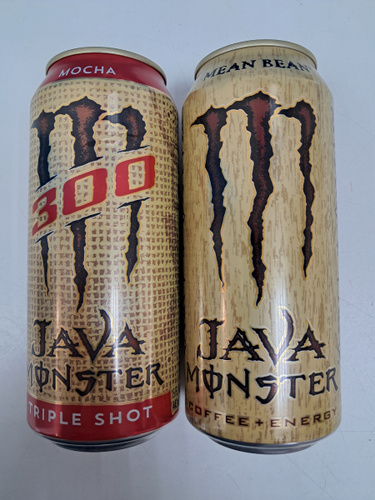 MOCHA
300
JAVA
MONSTER
TRIPLE SHOT
MEAN BEAN
JAVA
MONSTER
COFFEE + ENERGY